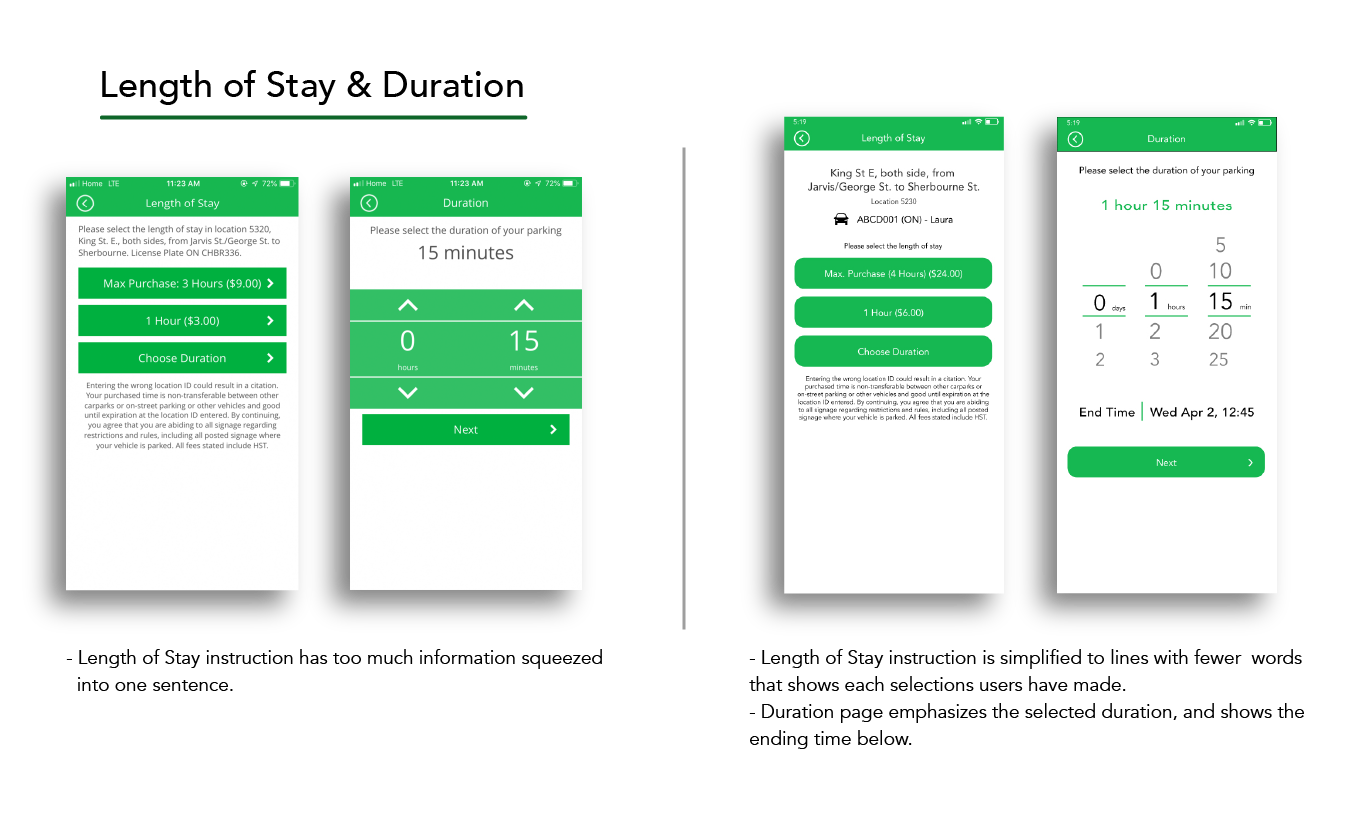 Length of Stay & Duration
Home LTE 11:23 AM 72%
Length of Stay
Please select the length of stay in location 5320,
King St. E., both sides, from Jarvis St./George St. to
Sherbourne. License Plate ON CHBR336.
Max Purchase: 3 Hours ($9.00)
1 Hour ($3.00)
Choose Duration
Entering the wrong location ID could result in a citation.
Your purchased time is non-transferable between other
carparks or on-street parking or other vehicles and good
until expiration at the location ID entered. By continuing,
you agree that you are abiding to all signage regarding
restrictions and rules, including all posted signage where
your vehicle is parked. All fees stated include HST.
Home LTE 11:23 AM 72%
Duration
Please select the duration of your parking
15 minutes
0 15
hours minutes
Next
- Length of Stay instruction has too much information squeezed
into one sentence.
5:19
Length of Stay
King St E, both side, from
Jarvis/George St. to Sherbourne St.
Location 5230
ABCD001 (ON) - Laura
Please select the length of stay
Max. Purchase (4 Hours) ($24.00)
1 Hour ($6.00)
Choose Duration
Entering the wrong location ID could result in a citation. Your
purchased time is non-transferable between other carparks or
on-street parking or other vehicles and good until expiration at the
location ID entered. By continuing, you agree that you are abiding
to all signage regarding restrictions and rules, including all posted
signage where your vehicle is parked. All fees stated include HST.
5:19
Duration
Please select the duration of your parking
1 hour 15 minutes
5
0 10
0 days 1 hours 15 min
1 2 20
2 3 25
End Time Wed Apr 2, 12:45
Next
- Length of Stay instruction is simplified to lines with fewer words
that shows each selections users have made.
- Duration page emphasizes the selected duration, and shows the
ending time below.